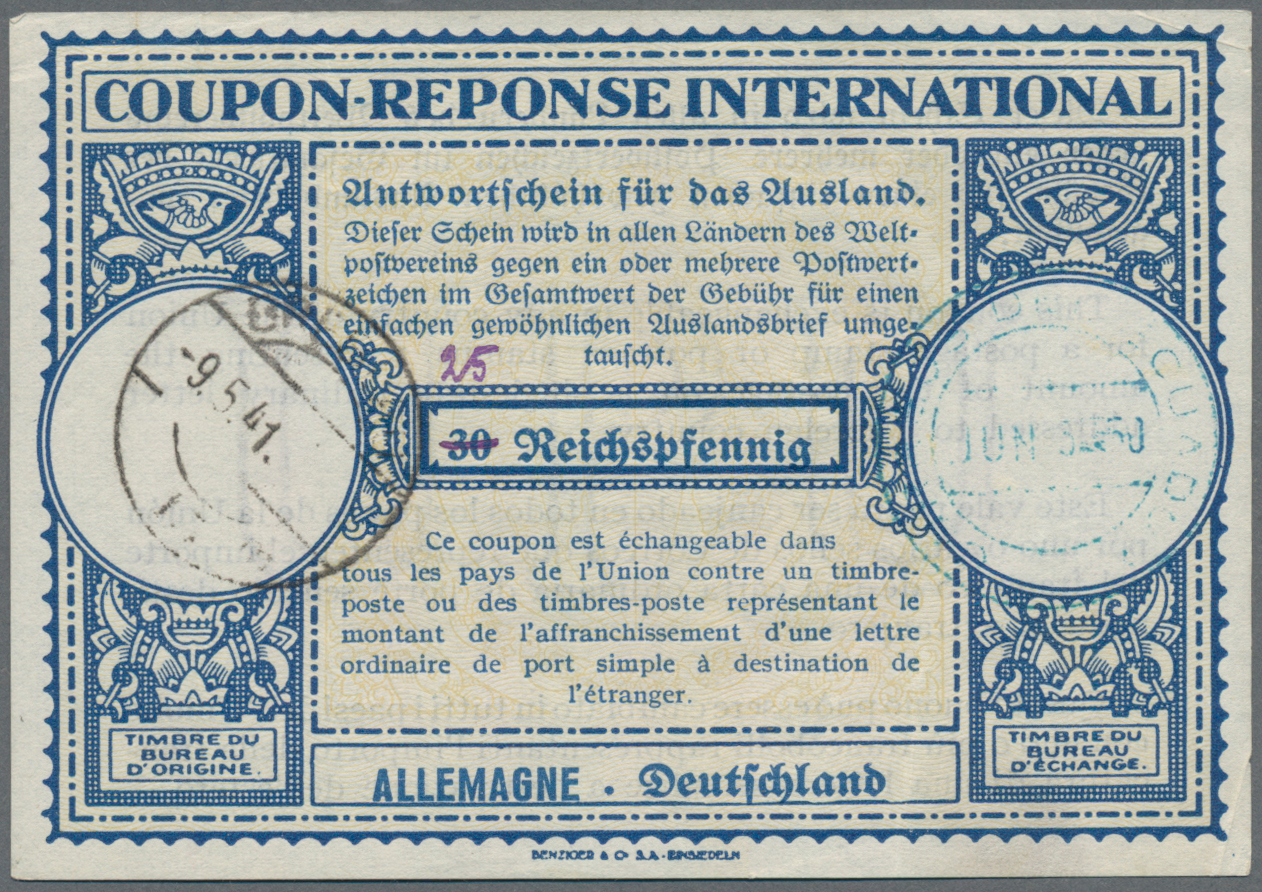 COUPON-REPONSE INTERNATIONAL
Antwortschein für das Ausland.
Dieser Schein wird in allen Ländern des Welt-
postvereins gegen ein oder mehrere Postwert-
zeichen im Gesamtwert der Gebühr für einen
einfachen gewöhnlichen Auslandsbrief umge-
tauscht.
25
30 Reichspfennig
-9.5.41.
JUN
Ce coupon est échangeable dans
tous les pays de l'Union contre un timbre-
poste ou des timbres-poste représentant le
montant de l'affranchissement d'une lettre
ordinaire de port simple à destination de
l'étranger.
TIMBRE DU
BUREAU
D'ORIGINE.
TIMBRE DU
BUREAU
D'ÉCHANGE.
ALLEMAGNE · Deutschland
BENZIGER & Co S.A. - EINSIEDELN